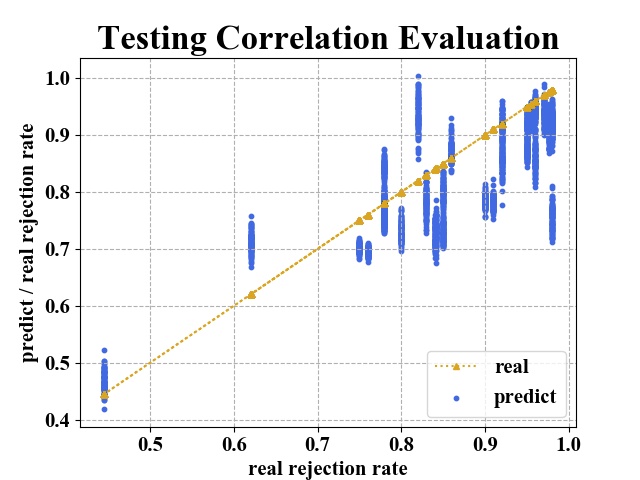 Testing Correlation Evaluation
predict / real rejection rate
1.0
0.9
0.8
0.7
0.6
0.5
0.4
real
predict
0.5 0.6 0.7 0.8 0.9 1.0
real rejection rate